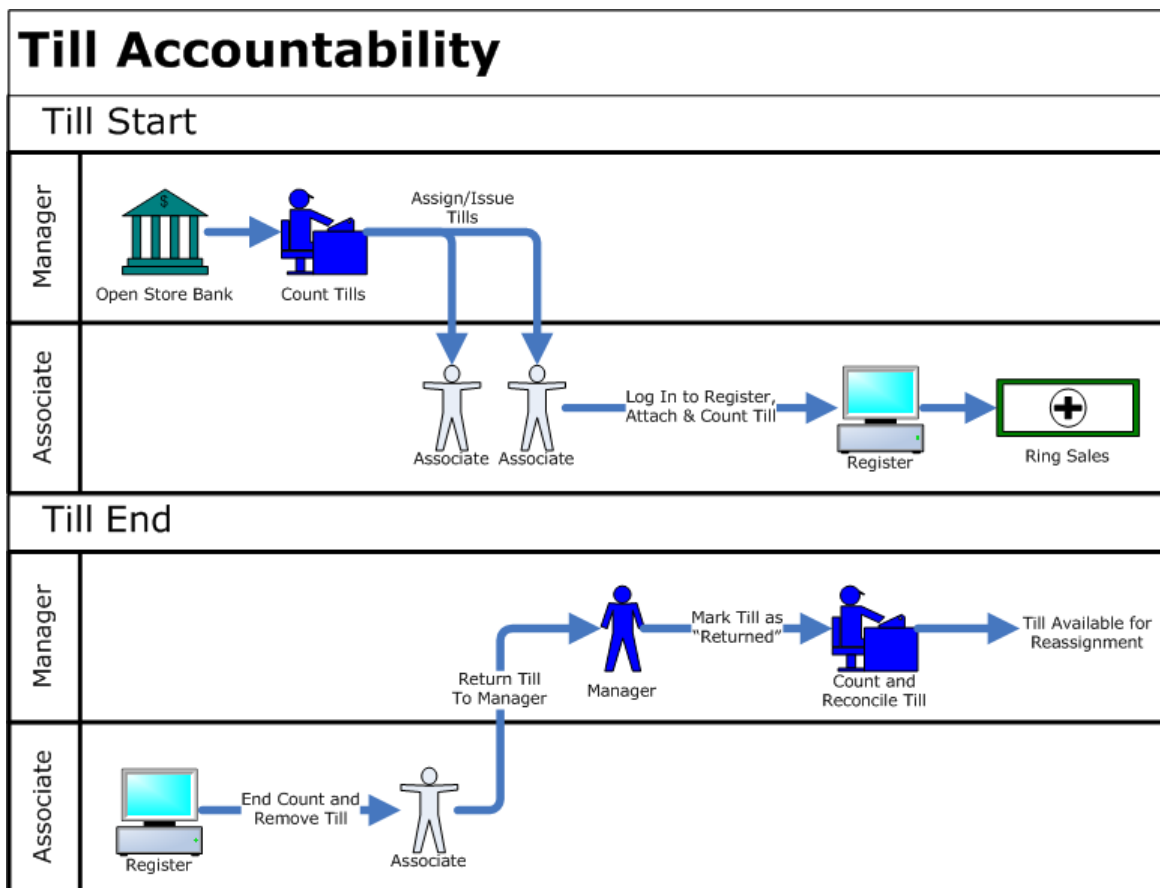 Till Accountability
Till Start
Manager
$
Open Store Bank
Count Tills
Assign/Issue
Tills
Associate
Associate
Associate
Log In to Register,
Attach & Count Till
Register
Ring Sales
Till End
Manager
Return Till
To Manager
Manager
Mark Till as
“Returned”
Count and
Reconcile Till
Till Available for
Reassignment
Associate
Register
End Count and
Remove Till
Associate